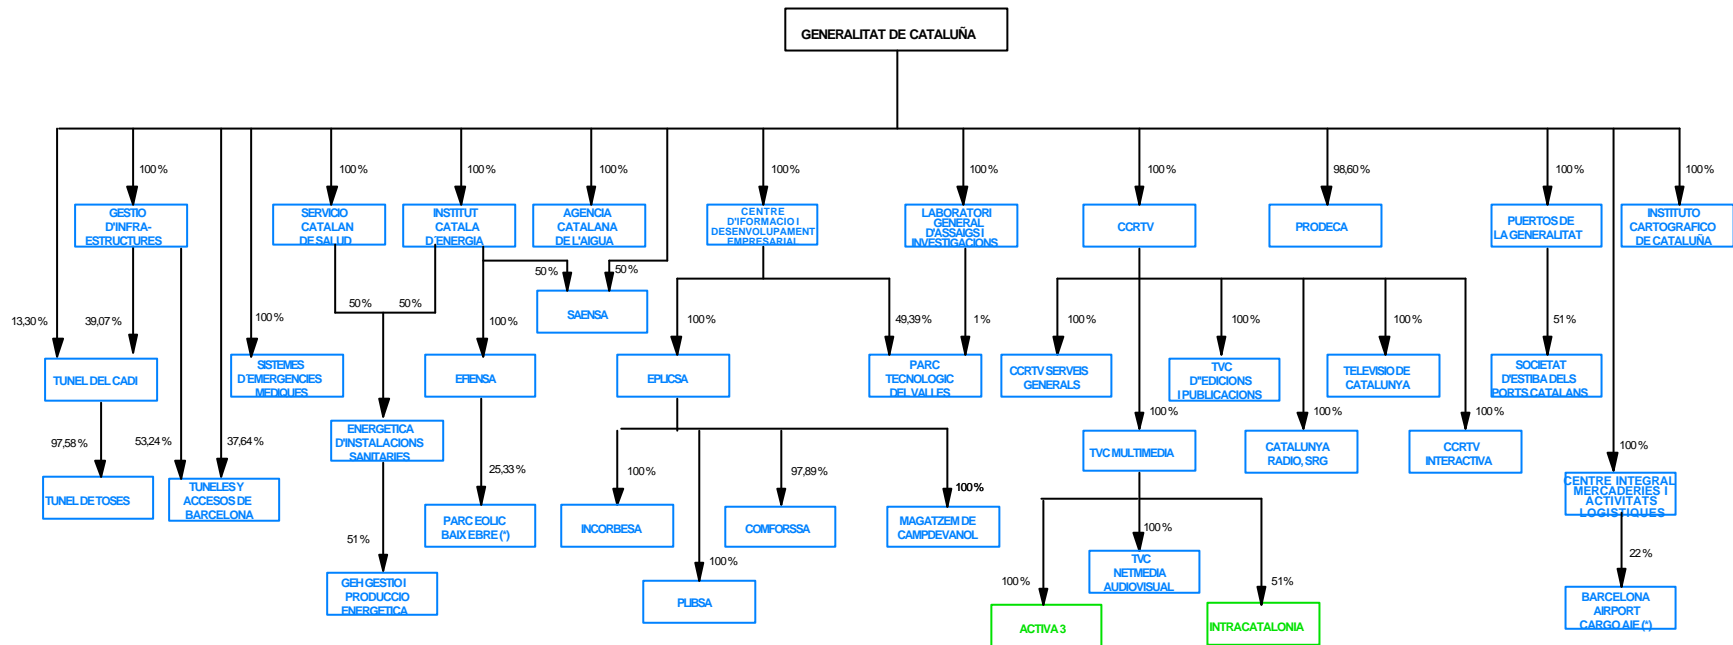 GENERALITAT DE CATALUÑA
100 %
100 %
100 %
100 %
100 %
100 %
100 %
98,60 %
100 %
100 %
GESTIO
D'INFRA-
ESTRUCTURES
SERVICIO
CATALAN
DE SALUD
INSTITUT
CATALA
D´ENERGIA
AGENCIA
CATALANA
DE L'AIGUA
CENTRE
D'IFORMACIO I
DESENVOLUPAMENT
EMPRESARIAL
LABORATORI
GENERAL
D'ASSAIGS I
INVESTIGACIONS
CCRTV
PRODECA
PUERTOS DE
LA GENERALITAT
INSTITUTO
CARTOGRAFICO
DE CATALUÑA
50 %
50 %
SAENSA
13,30 %
39,07 %
100 %
50 %
50 %
100 %
100 %
49,39 %
1 %
100 %
100 %
100 %
51 %
TUNEL DEL CADI
SISTEMES
D´EMERGENCIES
MEDIQUES
EFIENSA
EPLICSA
PARC
TECNOLOGIC
DEL VALLES
CCRTV SERVEIS
GENERALS
TVC
D"EDICIONS
I PUBLICACIONS
TELEVISIO DE
CATALUNYA
SOCIETAT
D'ESTIBA DELS
PORTS CATALANS
97,58 %
53,24 %
37,64 %
ENERGETICA
D'INSTALACIONS
SANITARIES
100 %
100 %
100 %
100 %
TVC MULTIMEDIA
CATALUNYA
RADIO, SRG
CCRTV
INTERACTIVA
TUNEL DE TOSES
TUNELES Y
ACCESOS DE
BARCELONA
25,33 %
100 %
97,89 %
100 %
CENTRE INTEGRAL
MERCADERIES I
ACTIVITATS
LOGISTIQUES
PARC EOLIC
BAIX EBRE (*)
INCORBESA
COMFORSSA
MAGATZEM DE
CAMPDEVANOL
51 %
100 %
100 %
22 %
GEH GESTIO I
PRODUCCIO
ENERGETICA
PLIBSA
TVC
NETMEDIA
AUDIOVISUAL
100 %
51 %
ACTIVA 3
INTRACATALONIA
BARCELONA
AIRPORT
CARGO AIE (*)